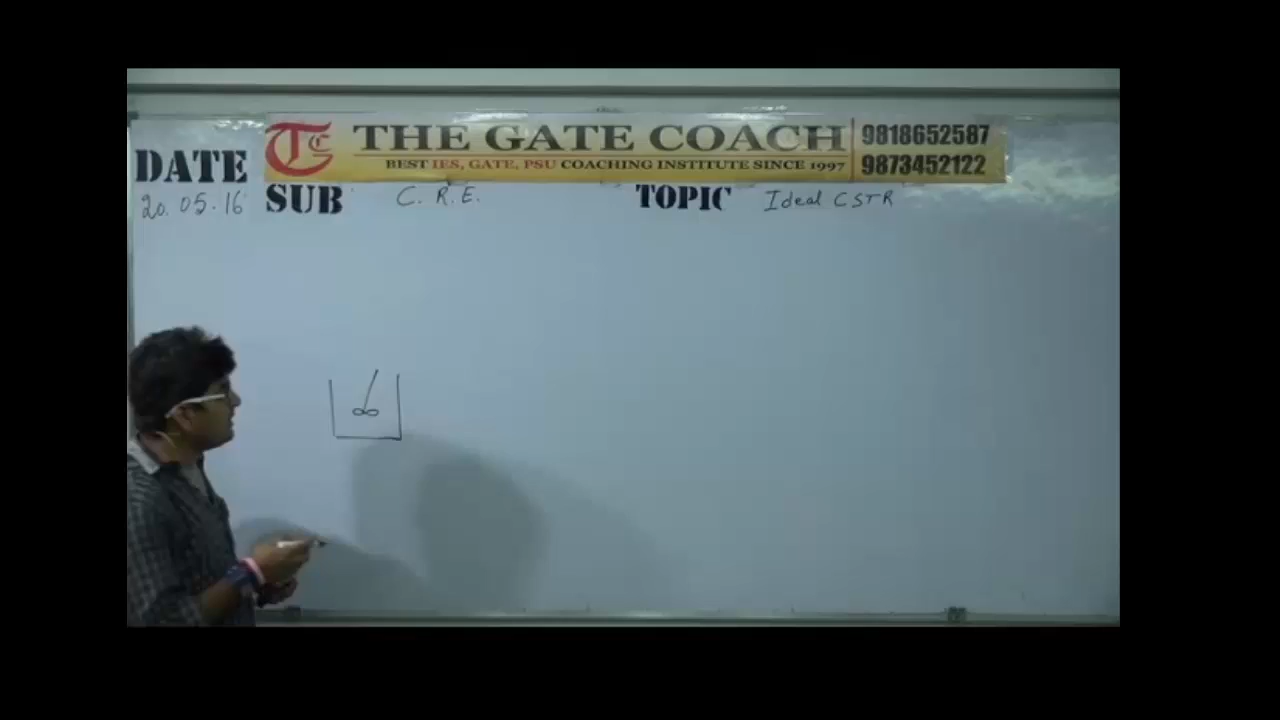 THE GATE COACH 9818652587
BEST IES, GATE, PSU COACHING INSTITUTE SINCE 1997 9873452122
DATE 20.05.16
SUB C. R. E.
TOPIC Ideal CSTR